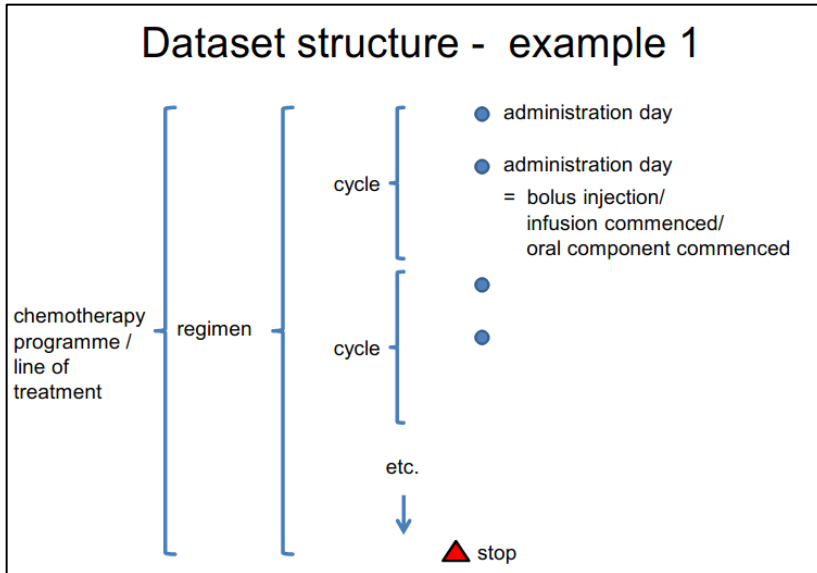 Dataset structure -  example 1
administration day
administration day
cycle
= bolus injection/
infusion commenced/
oral component commenced
chemotherapy
programme /
line of
treatment
regimen
cycle
etc.
stop